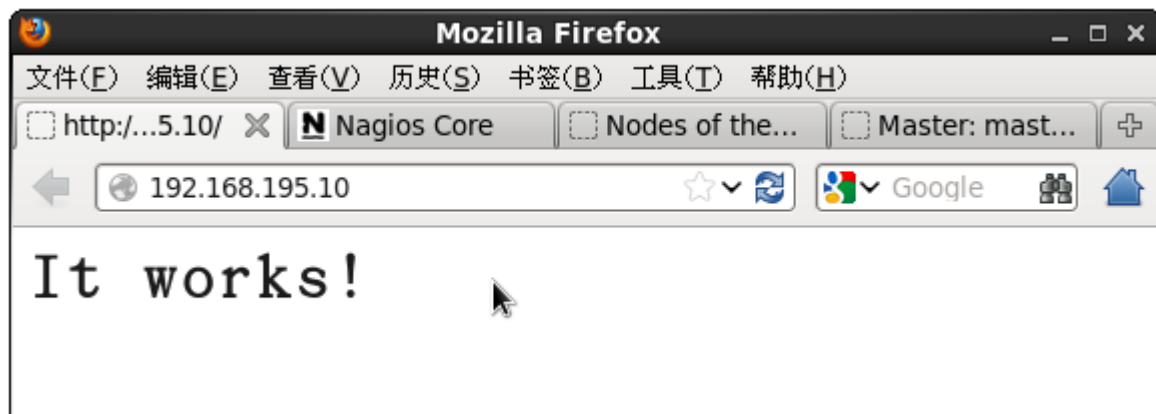 Mozilla Firefox
文件(F) 编辑(E) 查看(V) 历史(S) 书签(B) 工具(T) 帮助(H)
http:/...5.10/ N Nagios Core Nodes of the... Master: mast...
192.168.195.10 Google
It works!